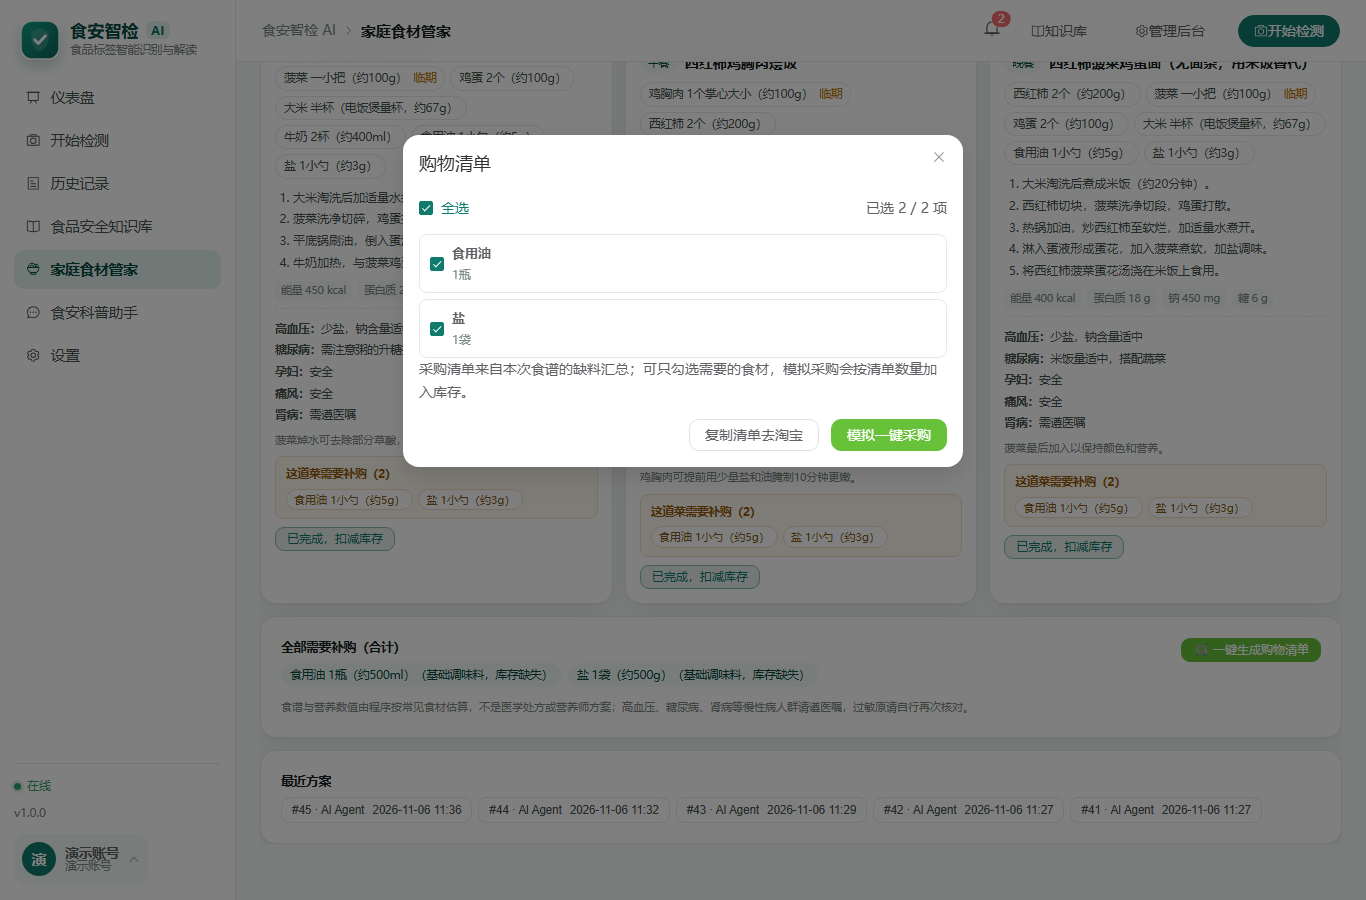 食安智检 AI
食品标签智能识别与解读
仪表盘
开始检测
历史记录
食品安全知识库
家庭食材管家
食安科普助手
设置
在线
v1.0.0
演
演示账号
演示账号
食安智检 AI > 家庭食材管家
2
知识库
管理后台
开始检测
菠菜 一小把（约100g） 临期
鸡蛋 2个（约100g）
大米 半杯（电饭煲量杯，约67g）
牛奶 2杯（约400ml）
盐 1小勺（约3g）
1. 大米淘洗后加适量水
2. 菠菜洗净切碎，鸡蛋
3. 平底锅刷油，倒入蛋
4. 牛奶加热，与菠菜鸡
能量 450 kcal
蛋白质 2
高血压：少盐，钠含量适
糖尿病：需注意粥的升糖
孕妇：安全
痛风：安全
肾病：需遵医嘱
菠菜焯水可去除部分草酸，
这道菜需要补购（2）
食用油 1小勺（约5g）
盐 1小勺（约3g）
已完成，扣减库存
午餐 西红柿鸡胸肉烩饭
鸡胸肉 1个掌心大小（约100g） 临期
西红柿 2个（约200g）
鸡胸肉可提前用少量盐和油腌制10分钟更嫩。
这道菜需要补购（2）
食用油 1小勺（约5g）
盐 1小勺（约3g）
已完成，扣减库存
晚餐 西红柿菠菜鸡蛋面（无面条，用米饭替代）
西红柿 2个（约200g）
菠菜 一小把（约100g） 临期
鸡蛋 2个（约100g）
大米 半杯（电饭煲量杯，约67g）
食用油 1小勺（约5g）
盐 1小勺（约3g）
1. 大米淘洗后煮成米饭（约20分钟）。
2. 西红柿切块，菠菜洗净切段，鸡蛋打散。
3. 热锅加油，炒西红柿至软烂，加适量水煮开。
4. 淋入蛋液形成蛋花，加入菠菜煮软，加盐调味。
5. 将西红柿菠菜蛋花汤浇在米饭上食用。
能量 400 kcal
蛋白质 18 g
钠 450 mg
糖 6 g
高血压：少盐，钠含量适中
糖尿病：米饭量适中，搭配蔬菜
孕妇：安全
痛风：安全
肾病：需遵医嘱
菠菜最后加入以保持颜色和营养。
这道菜需要补购（2）
食用油 1小勺（约5g）
盐 1小勺（约3g）
已完成，扣减库存
购物清单
全选
已选 2 / 2 项
食用油
1瓶
盐
1袋
采购清单来自本次食谱的缺料汇总；可只勾选需要的食材，模拟采购会按清单数量加
入库存。
复制清单去淘宝
模拟一键采购
全部需要补购（合计）
一键生成购物清单
食用油 1瓶（约500ml）（基础调味料，库存缺失）
盐 1袋（约500g）（基础调味料，库存缺失）
食谱与营养数值由程序按常见食材估算，不是医学处方或营养师方案；高血压、糖尿病、肾病等慢性病人群请遵医嘱，过敏原请自行再次核对。
最近方案
#45 · AI Agent 2026-11-06 11:36
#44 · AI Agent 2026-11-06 11:32
#43 · AI Agent 2026-11-06 11:29
#42 · AI Agent 2026-11-06 11:27
#41 · AI Agent 2026-11-06 11:27